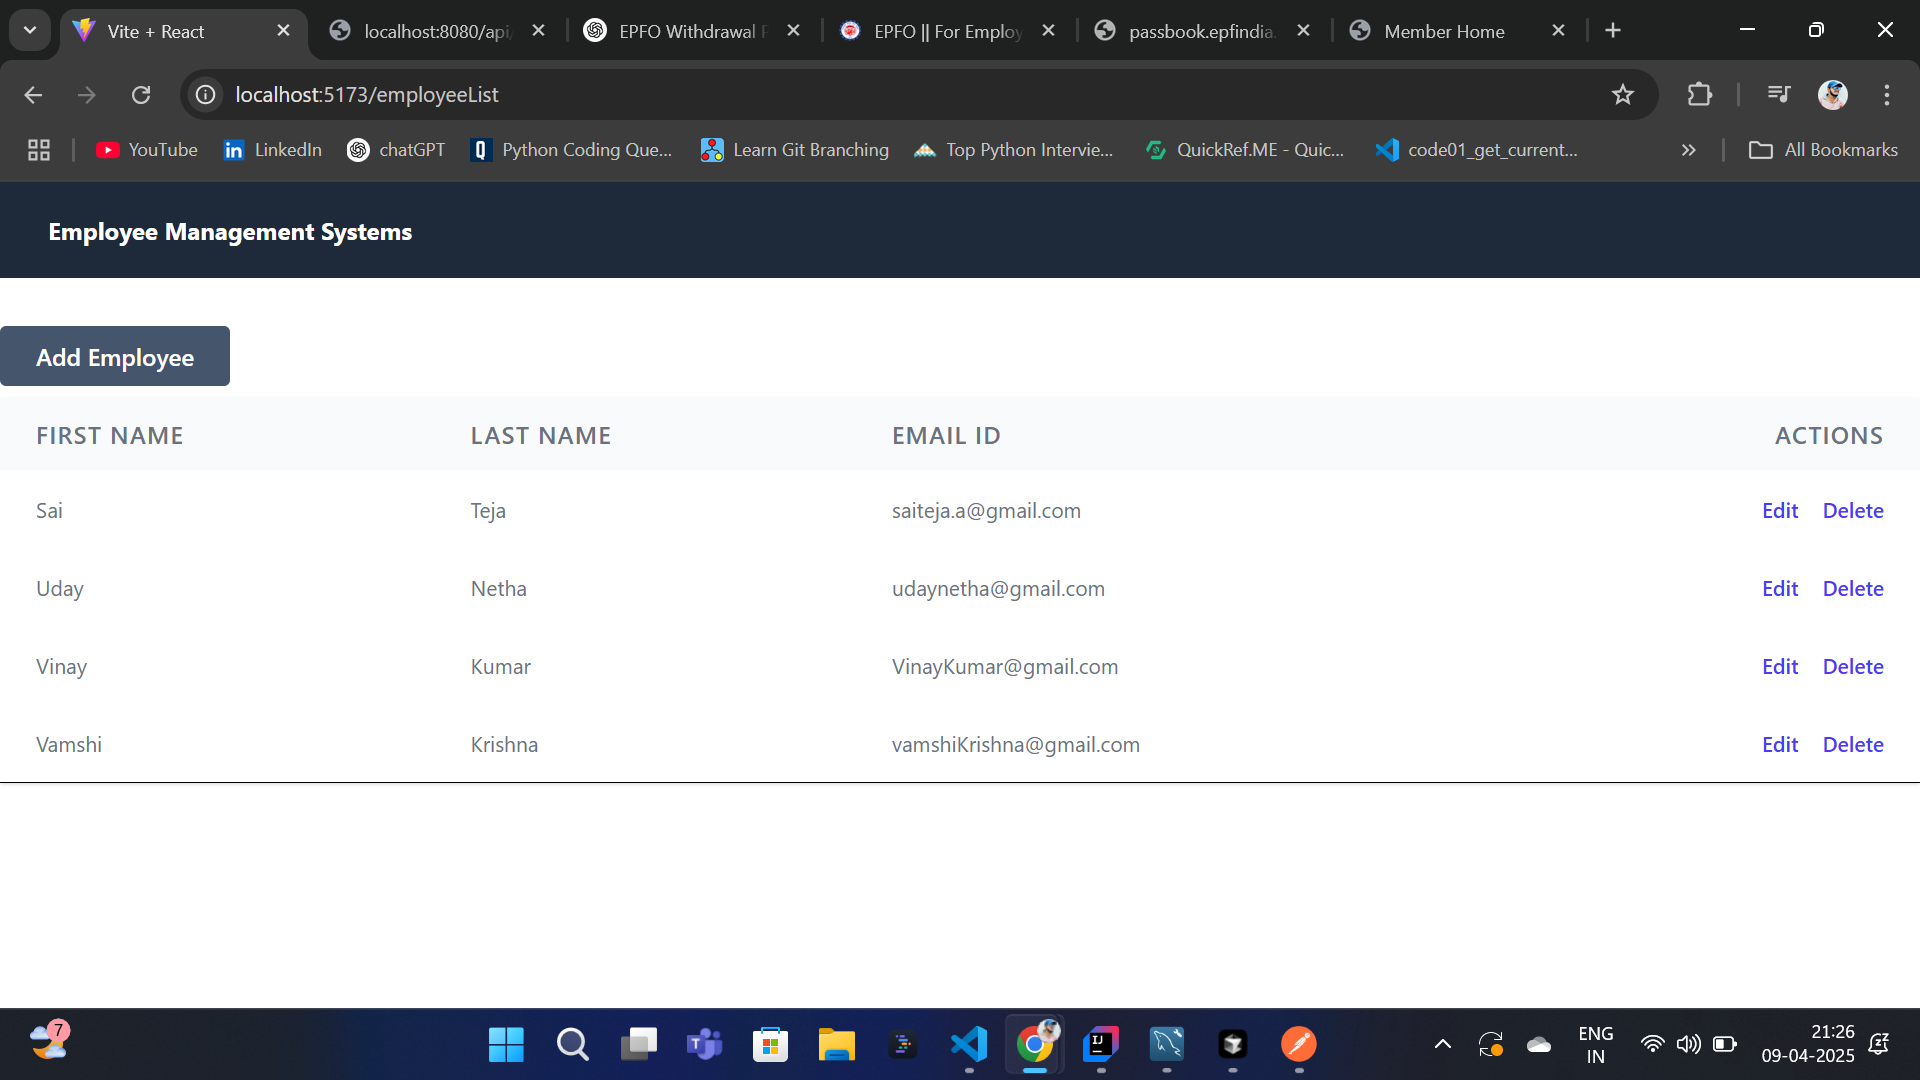 Vite + React
localhost:8080/api/
EPFO Withdrawal
EPFO || For Employ
passbook.epfindia.
Member Home
localhost:5173/employeeList
YouTube
LinkedIn
chatGPT
Python Coding Que...
Learn Git Branching
Top Python Intervie...
QuickRef.ME - Quic...
code01_get_current...
All Bookmarks
Employee Management Systems
Add Employee
FIRST NAME LAST NAME EMAIL ID ACTIONS
Sai Teja saiteja.a@gmail.com Edit Delete
Uday Netha udaynetha@gmail.com Edit Delete
Vinay Kumar VinayKumar@gmail.com Edit Delete
Vamshi Krishna vamshiKrishna@gmail.com Edit Delete
7
ENG
IN
21:26
09-04-2025